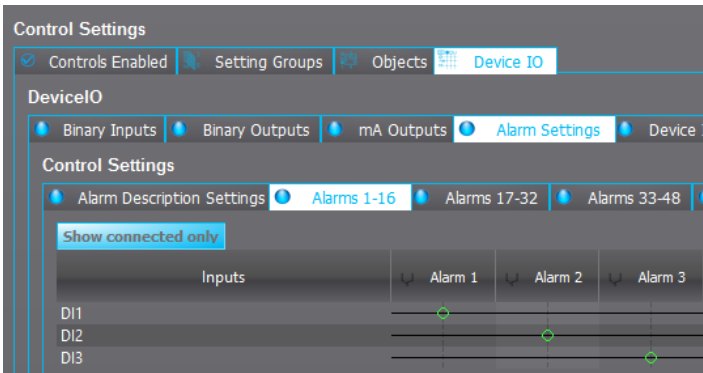 Control Settings
Controls Enabled Setting Groups Objects Device IO
DeviceIO
Binary Inputs Binary Outputs mA Outputs Alarm Settings Device
Control Settings
Alarm Description Settings Alarms 1-16 Alarms 17-32 Alarms 33-48
Show connected only
Inputs Alarm 1 Alarm 2 Alarm 3
DI1
DI2
DI3